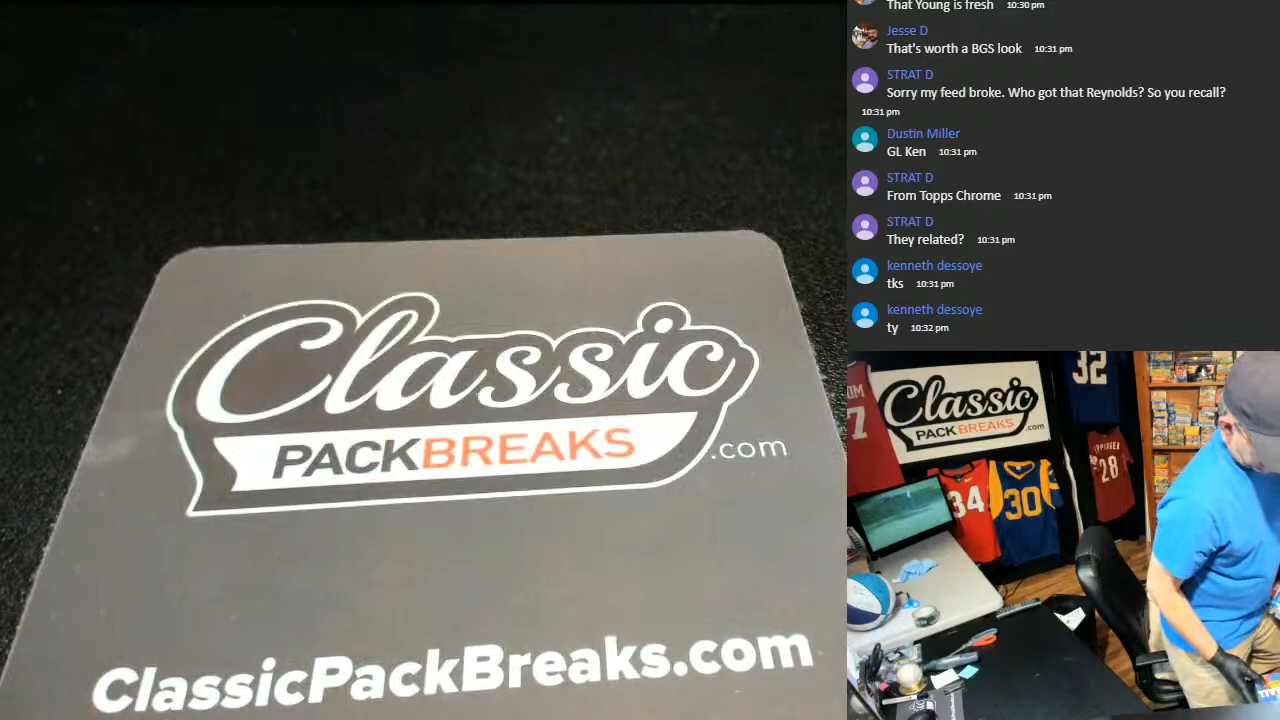 Classic
PACKBREAKS
.com
ClassicPackBreaks.com
That Young is fresh 10:30 pm
Jesse D
That's worth a BGS look 10:31 pm
STRAT D
Sorry my feed broke. Who got that Reynolds? So you recall?
10:31 pm
Dustin Miller
GL Ken 10:31 pm
STRAT D
From Topps Chrome 10:31 pm
STRAT D
They related? 10:31 pm
kenneth dessoye
tks 10:31 pm
kenneth dessoye
ty 10:32 pm
32
Classic
PACKBREAKS
.com
7
34
30
28